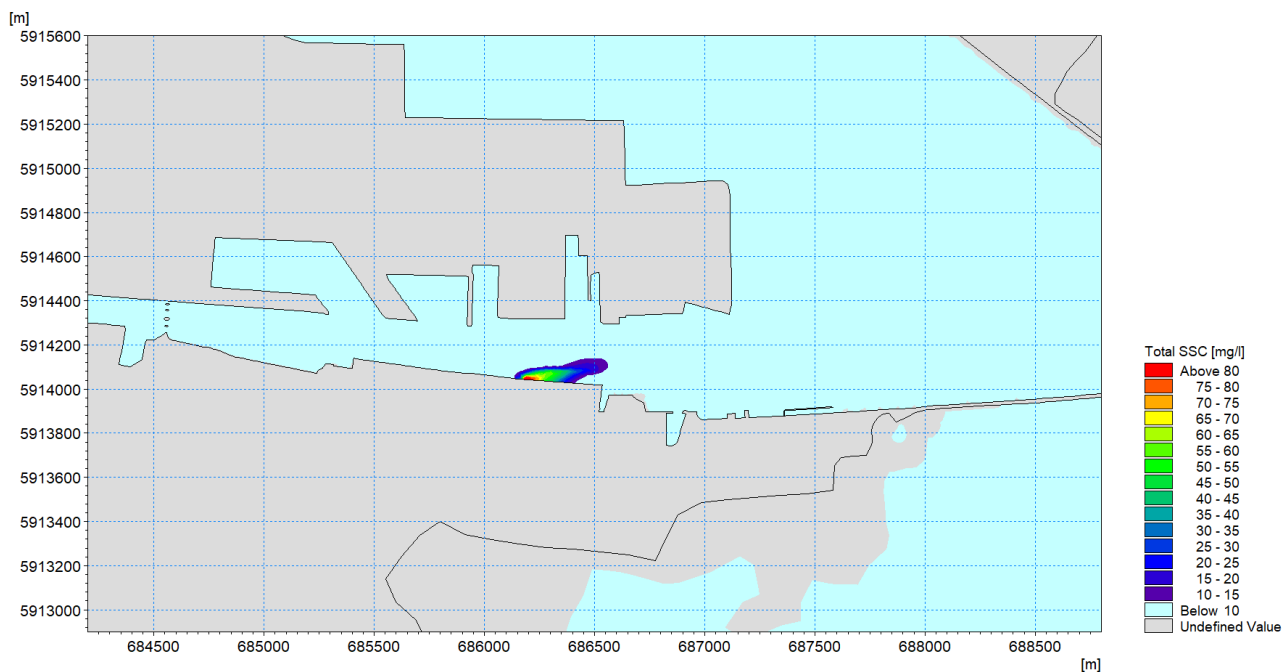 [m]
5915600
5915400
5915200
5915000
5914800
5914600
5914400
5914200
5914000
5913800
5913600
5913400
5913200
5913000
684500 685000 685500 686000 686500 687000 687500 688000 688500
[m]
Total SSC [mg/l]
Above 80
75 - 80
70 - 75
65 - 70
60 - 65
55 - 60
50 - 55
45 - 50
40 - 45
35 - 40
30 - 35
25 - 30
20 - 25
15 - 20
10 - 15
Below 10
Undefined Value